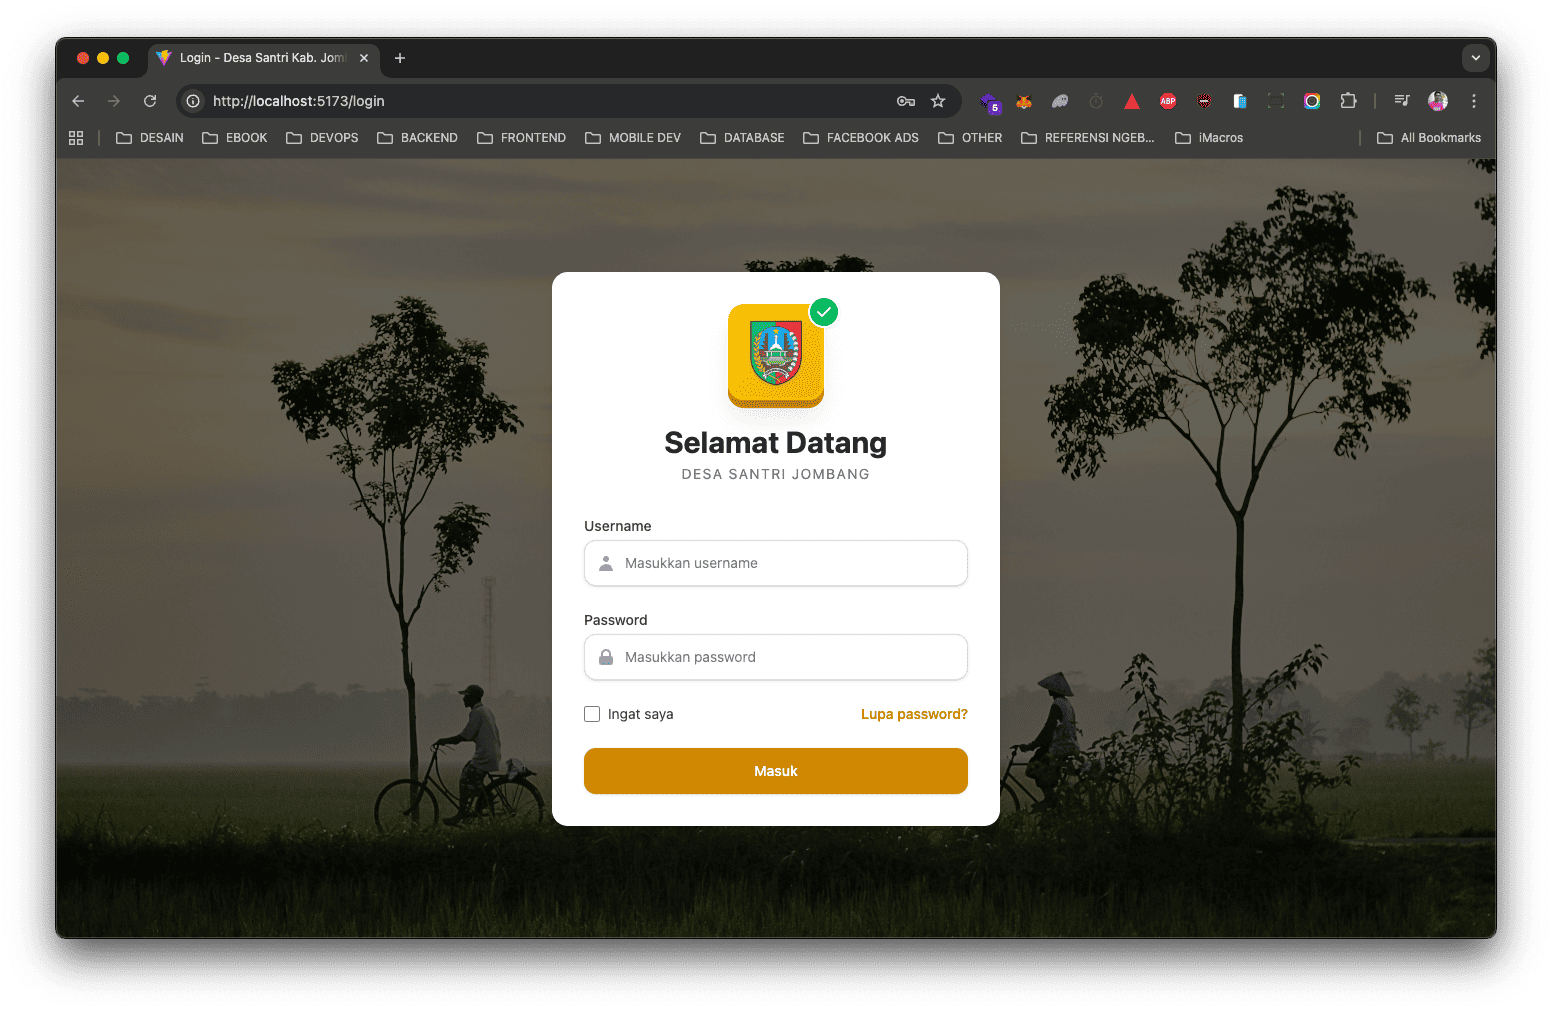 Login - Desa Santri Kab. Jom
http://localhost:5173/login
5
ABP
DESAIN
EBOOK
DEVOPS
BACKEND
FRONTEND
MOBILE DEV
DATABASE
FACEBOOK ADS
OTHER
REFERENSI NGEB...
iMacros
All Bookmarks
Selamat Datang
DESA SANTRI JOMBANG
Username
Masukkan username
Password
Masukkan password
Ingat saya
Lupa password?
Masuk